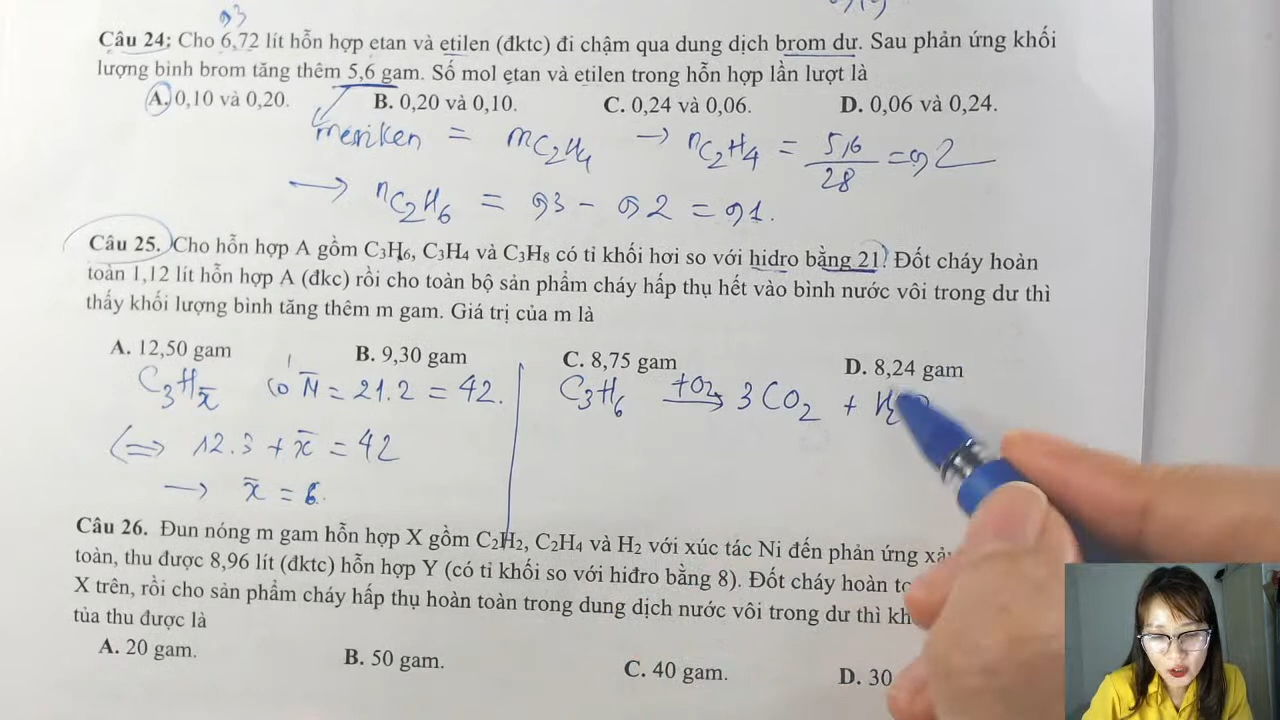 0,3
Câu 24: Cho 6,72 lít hỗn hợp etan và etilen (đktc) đi chậm qua dung dịch brom dư. Sau phản ứng khối
lượng bình brom tăng thêm 5,6 gam. Số mol etan và etilen trong hỗn hợp lần lượt là
A. 0,10 và 0,20. B. 0,20 và 0,10. C. 0,24 và 0,06. D. 0,06 và 0,24.
manken = mC2H4 → nC2H4 = 5,6/28 = 0,2
→ nC2H6 = 0,3 - 0,2 = 0,1.
Câu 25. Cho hỗn hợp A gồm C3H6, C3H4 và C3H8 có tỉ khối hơi so với hidro bằng 21. Đốt cháy hoàn
toàn 1,12 lít hỗn hợp A (đkc) rồi cho toàn bộ sản phẩm cháy hấp thụ hết vào bình nước vôi trong dư thì
thấy khối lượng bình tăng thêm m gam. Giá trị của m là
A. 12,50 gam B. 9,30 gam C. 8,75 gam D. 8,24 gam
C3Hx̄ có M̄ = 21.2 = 42. C3H6 +O2→ 3CO2 + H2
⇔ 12.3 + x̄ = 42
→ x̄ = 6.
Câu 26. Đun nóng m gam hỗn hợp X gồm C2H2, C2H4 và H2 với xúc tác Ni đến phản ứng
toàn, thu được 8,96 lít (đktc) hỗn hợp Y (có tỉ khối so với hiđro bằng 8). Đốt cháy hoàn
X trên, rồi cho sản phẩm cháy hấp thụ hoàn toàn trong dung dịch nước vôi trong dư thì
tủa thu được là
A. 20 gam. B. 50 gam. C. 40 gam. D. 30